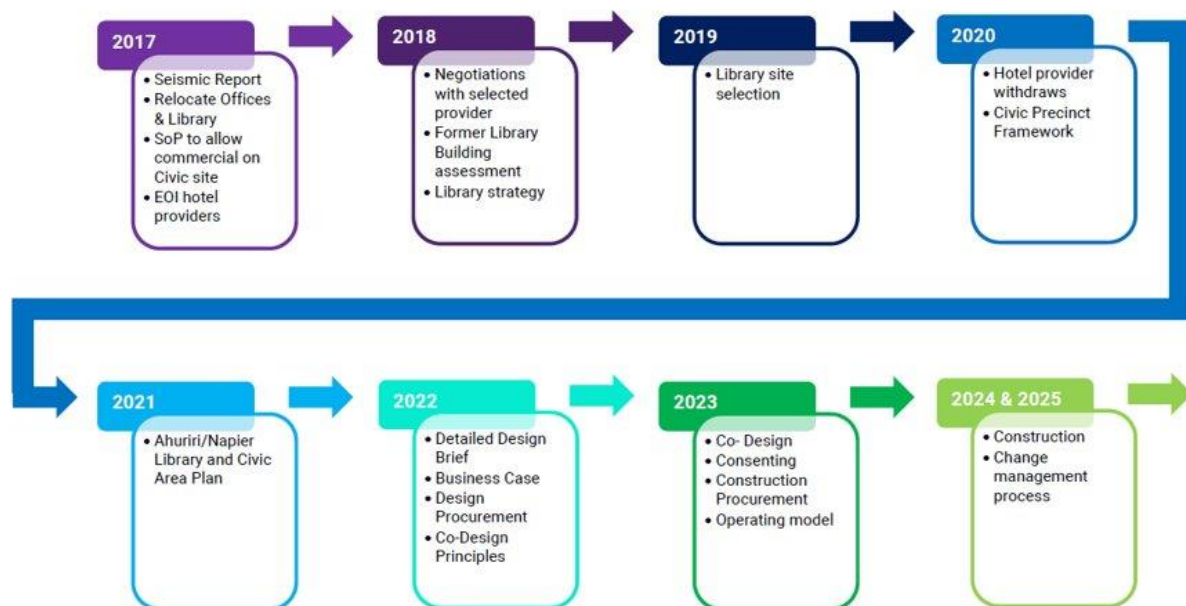 2017
• Seismic Report
• Relocate Offices
& Library
• SoP to allow
commercial on
Civic site
• EOI hotel
providers
2018
• Negotiations
with selected
provider
• Former Library
Building
assessment
• Library strategy
2019
• Library site
selection
2020
• Hotel provider
withdraws
• Civic Precinct
Framework
2021
• Ahuriri/Napier
Library and Civic
Area Plan
2022
• Detailed Design
Brief
• Business Case
• Design
Procurement
• Co-Design
Principles
2023
• Co- Design
• Consenting
• Construction
Procurement
• Operating model
2024 & 2025
• Construction
• Change
management
process